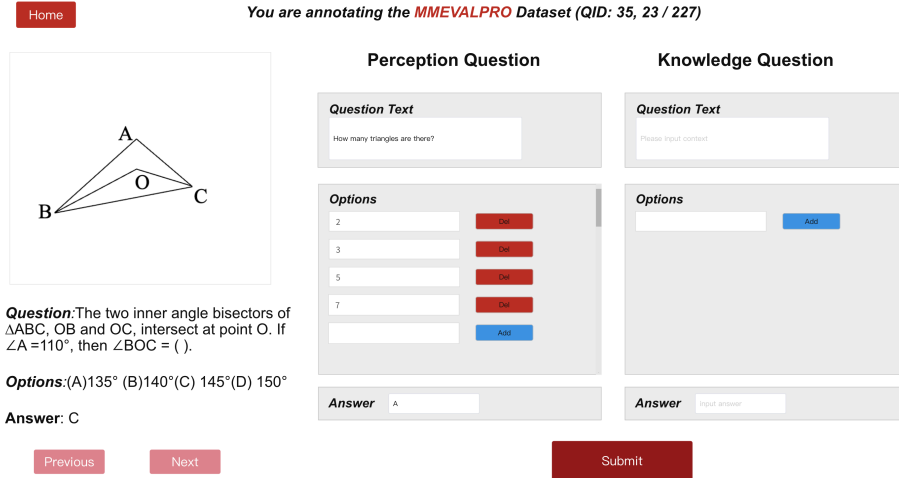 Home
You are annotating the MMEVALPRO Dataset (QID: 35, 23 / 227)
A
O
B
C
Question:The two inner angle bisectors of
∆ABC, OB and OC, intersect at point O. If
∠A =110°, then ∠BOC = ( ).
Options:(A)135° (B)140°(C) 145°(D) 150°
Answer: C
Previous
Next
Perception Question
Question Text
How many triangles are there?
Options
2 Del
3 Del
5 Del
7 Del
Add
Answer A
Knowledge Question
Question Text
Please input context
Options
Add
Answer input answer
Submit